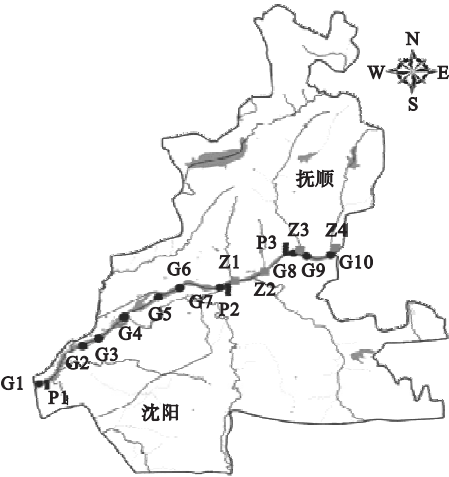 N
W E
S
抚顺
P3 Z3 Z4
G8 G9 G10
G6 Z1
G5 G7 P2 Z2
G4
G2 G3
G1 P1
沈阳